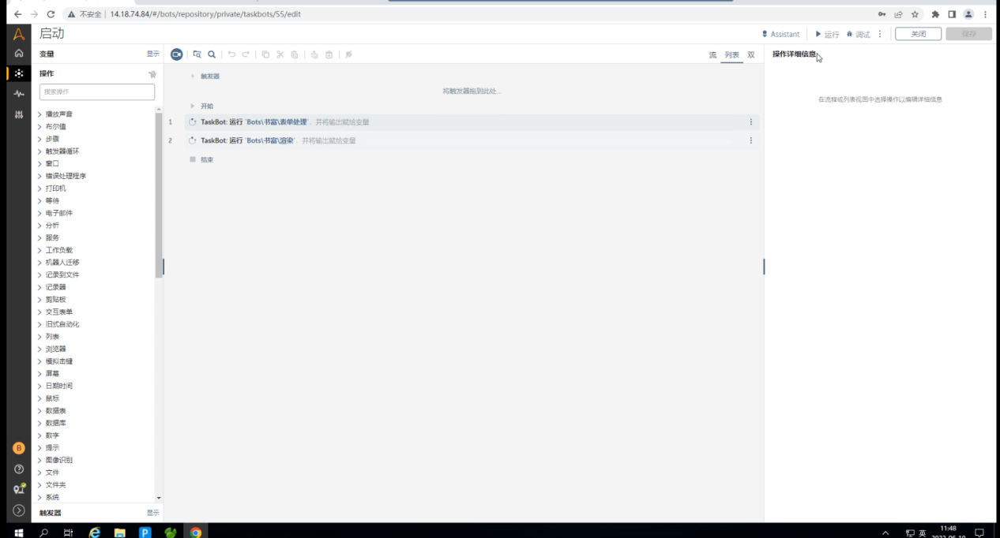 不安全 | 14.18.74.84/#/bots/repository/private/taskbots/55/edit
启动
Assistant
运行
调试
关闭
保存
变量
显示
操作
搜索操作
播放声音
布尔值
步骤
触发器循环
窗口
错误处理程序
打印机
等待
电子邮件
分析
服务
工作负载
机器人迁移
记录到文件
记录器
剪贴板
交互表单
旧式自动化
列表
浏览器
模拟击键
屏幕
日期时间
鼠标
数据表
数据库
数字
提示
图像识别
文件
文件夹
系统
触发器
显示
流 列表 双
触发器
将触发器拖到此处...
开始
1 TaskBot: 运行 "Bots\书富\表单处理", 并将输出赋给变量
2 TaskBot: 运行 "Bots\书富\渲染", 并将输出赋给变量
结束
操作详细信息
在流程或列表视图中选择操作以编辑详细信息
B
P
英
11:48